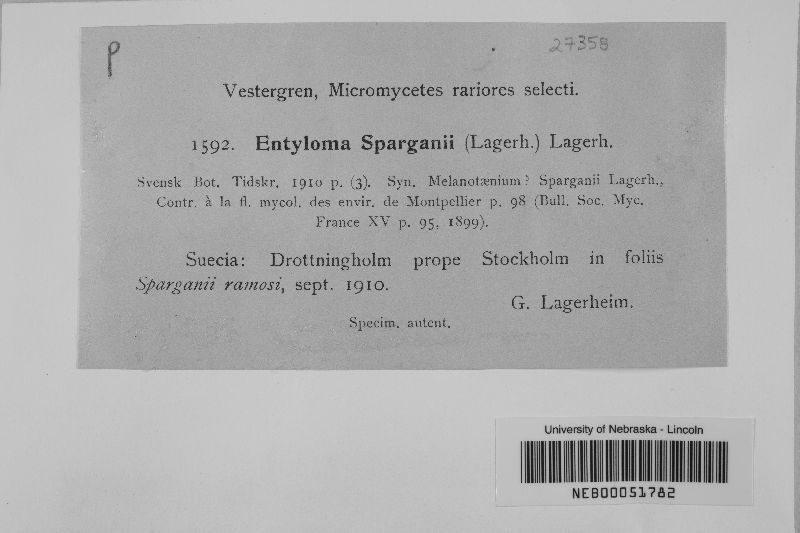 P
27358
Vestergren, Micromycetes rariores selecti.
1592. Entyloma Sparganii (Lagerh.) Lagerh.
Svensk Bot. Tidskr. 1910 p. (3). Syn. Melanotænium? Sparganii Lagerh.,
Contr. à la fl. mycol. des envir. de Montpellier p. 98 (Bull. Soc. Myc.
France XV p. 95, 1899).
Suecia: Drottningholm prope Stockholm in foliis
Sparganii ramosi, sept. 1910.
G. Lagerheim.
Specim. autent.
University of Nebraska - Lincoln
NEB00051782